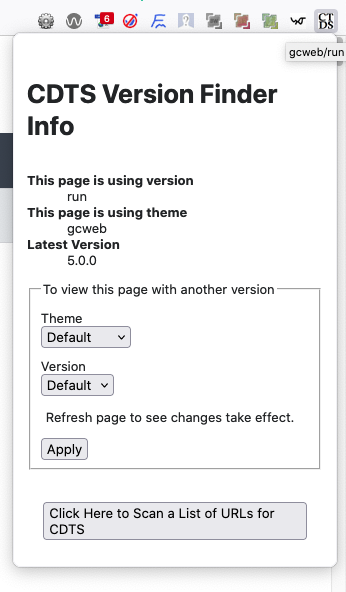 6
CT
DS
gcweb/run
CDTS Version Finder
Info
This page is using version
run
This page is using theme
gcweb
Latest Version
5.0.0
To view this page with another version
Theme
Default
Version
Default
Refresh page to see changes take effect.
Apply
Click Here to Scan a List of URLs for
CDTS